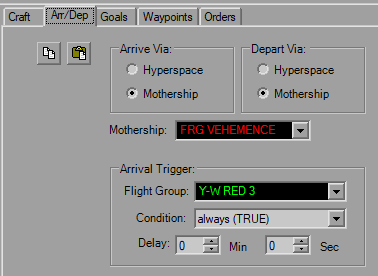 Craft Arr/Dep Goals Waypoints Orders
Arrive Via: Depart Via:
Hyperspace Hyperspace
Mothership Mothership
Mothership: FRG VEHEMENCE
Arrival Trigger:
Flight Group: Y-W RED 3
Condition: always (TRUE)
Delay: 0 Min 0 Sec